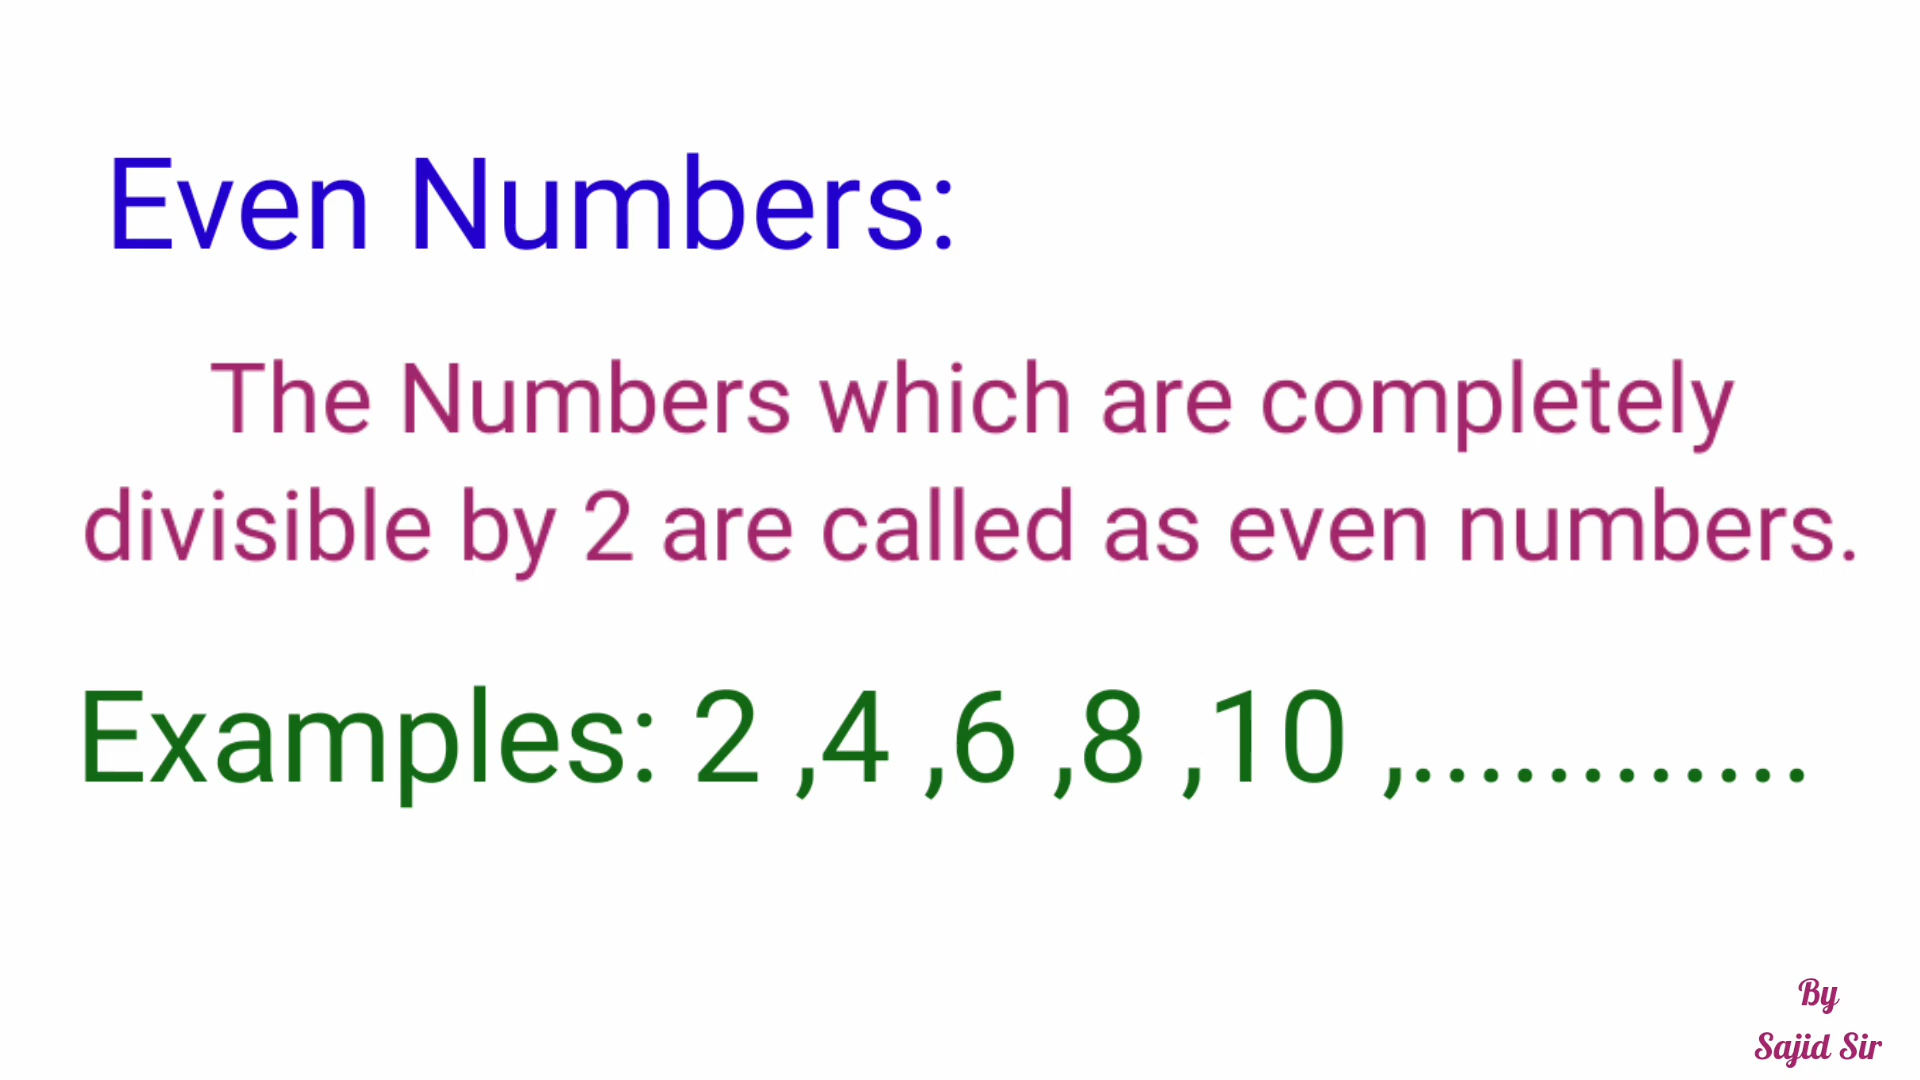 Even Numbers:
The Numbers which are completely
divisible by 2 are called as even numbers.
Examples: 2 ,4 ,6 ,8 ,10 ,............
By
Sajid Sir